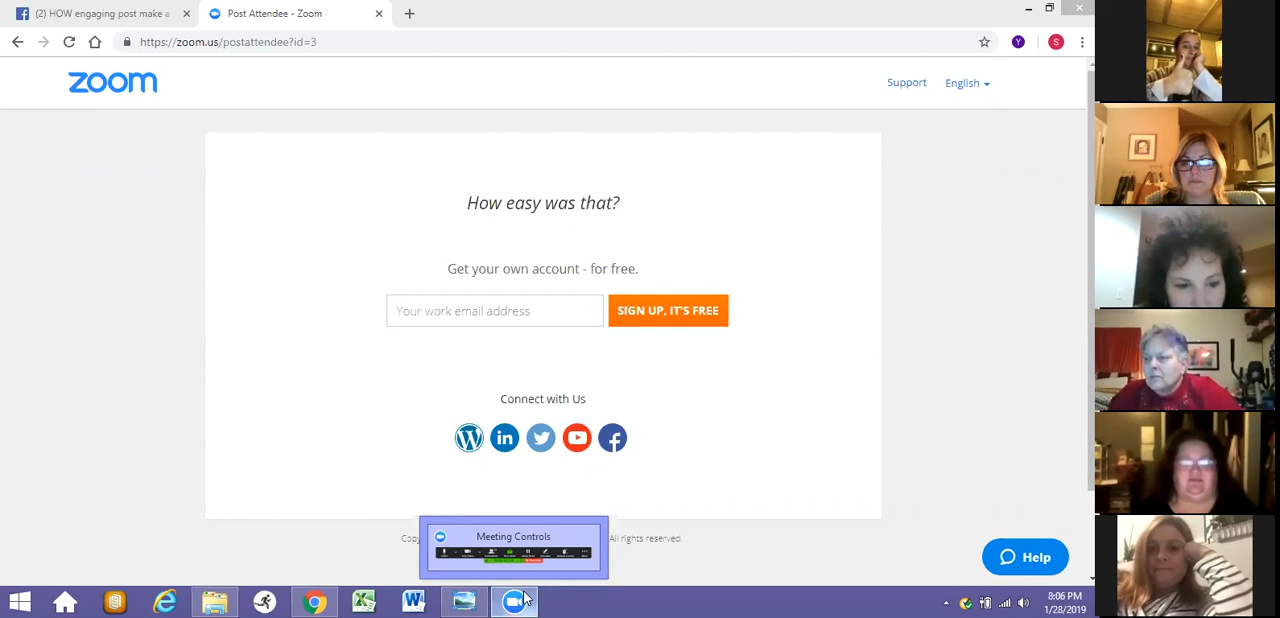 (2) HOW engaging post make a
Post Attendee - Zoom
https://zoom.us/postattendee?id=3
Y
S
zoom
Support
English
How easy was that?
Get your own account - for free.
Your work email address
SIGN UP, IT'S FREE
Connect with Us
Meeting Controls
All rights reserved.
Help
8:06 PM
1/28/2019